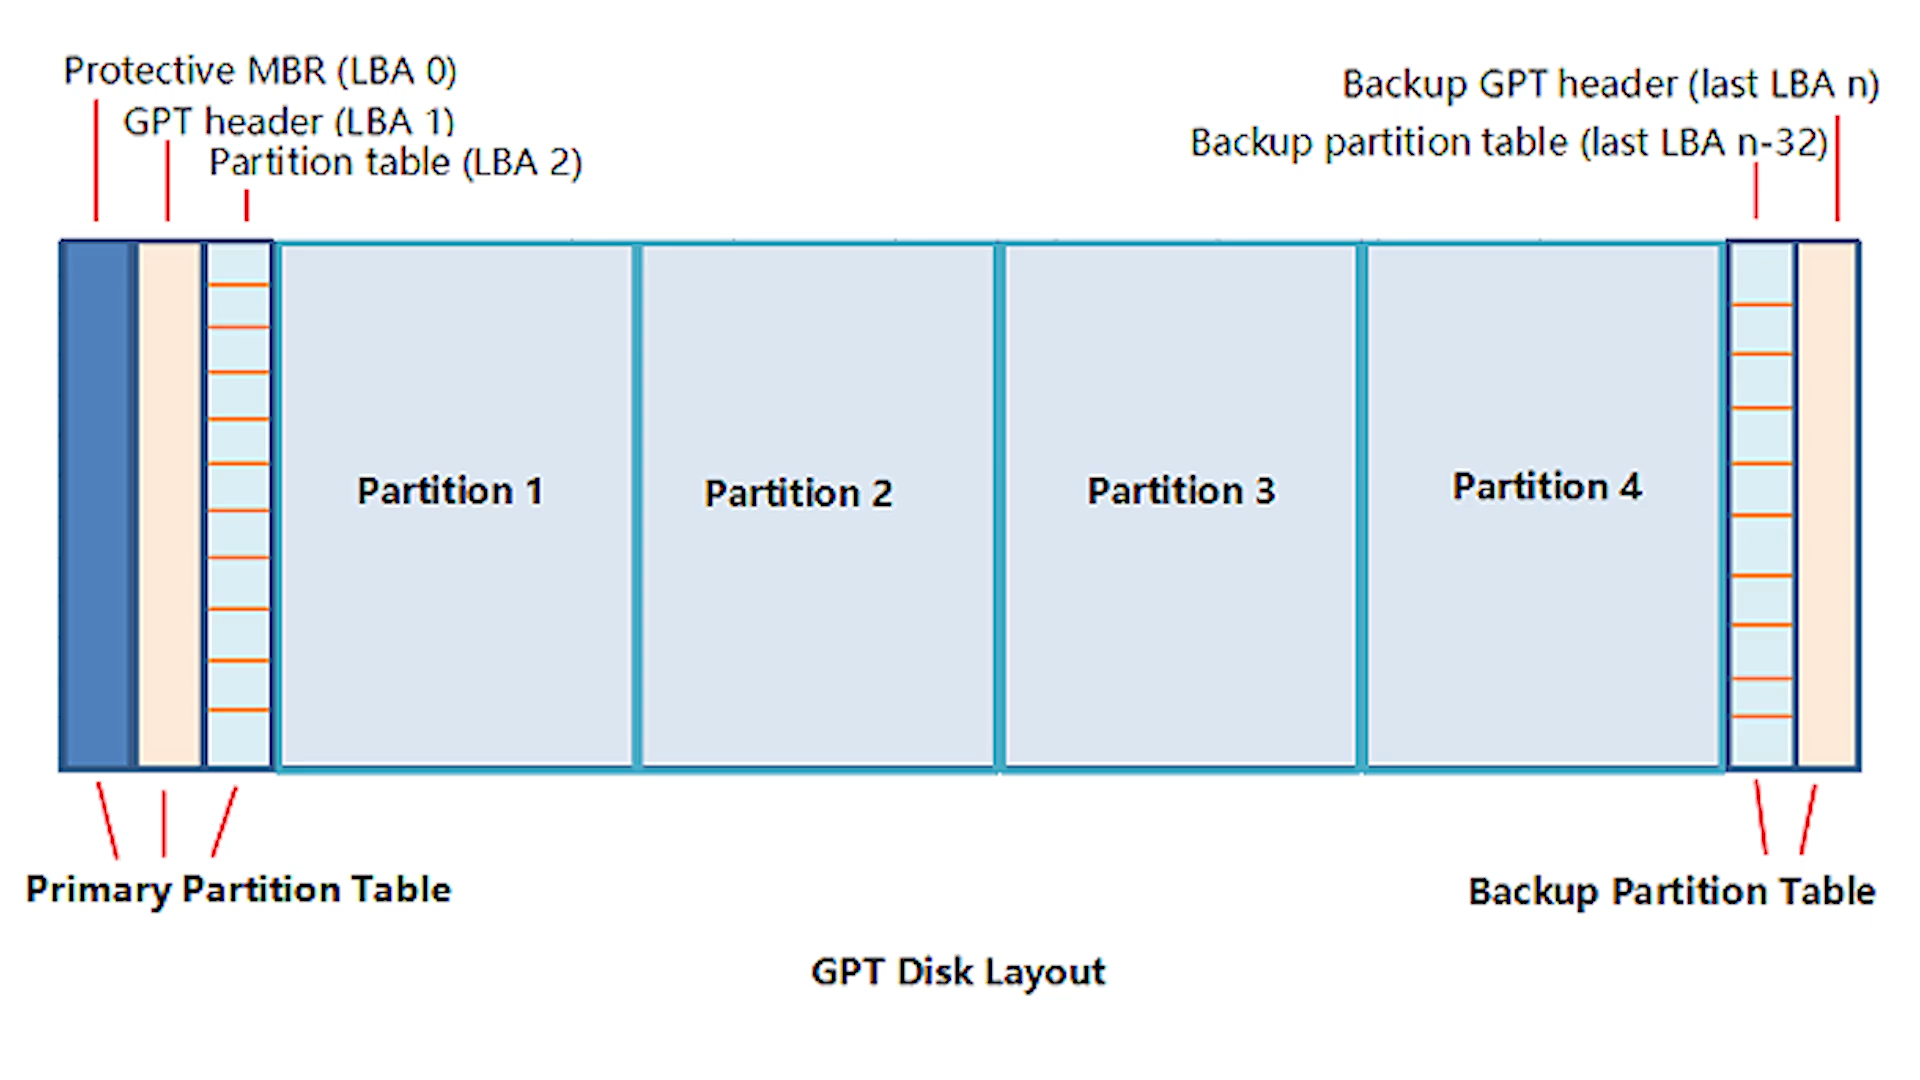 Protective MBR (LBA 0)
GPT header (LBA 1)
Partition table (LBA 2)
Backup GPT header (last LBA n)
Backup partition table (last LBA n-32)
Partition 1
Partition 2
Partition 3
Partition 4
Primary Partition Table
Backup Partition Table
GPT Disk Layout